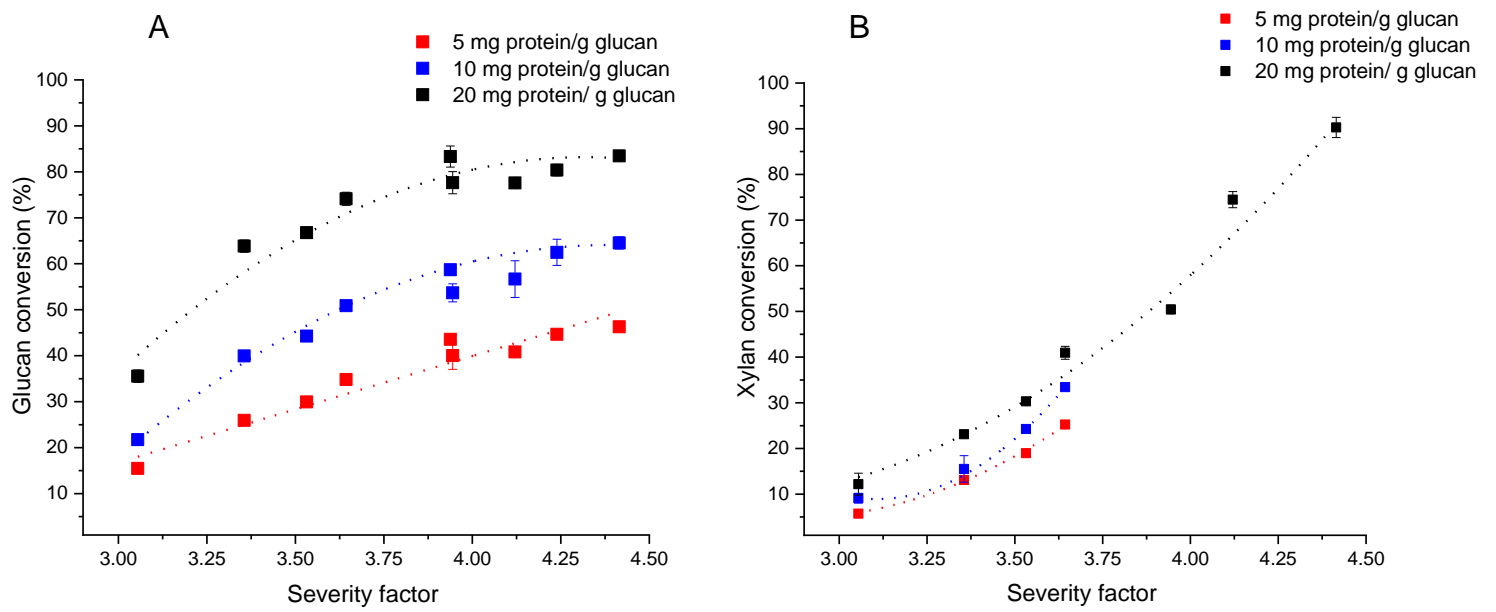 A
5 mg protein/g glucan
10 mg protein/g glucan
20 mg protein/ g glucan
100
90
80
70
60
50
40
30
20
10
Glucan conversion (%)
3.00 3.25 3.50 3.75 4.00 4.25 4.50
Severity factor
B
5 mg protein/g glucan
10 mg protein/g glucan
20 mg protein/ g glucan
100
90
80
70
60
50
40
30
20
10
Xylan conversion (%)
3.00 3.25 3.50 3.75 4.00 4.25 4.50
Severity factor